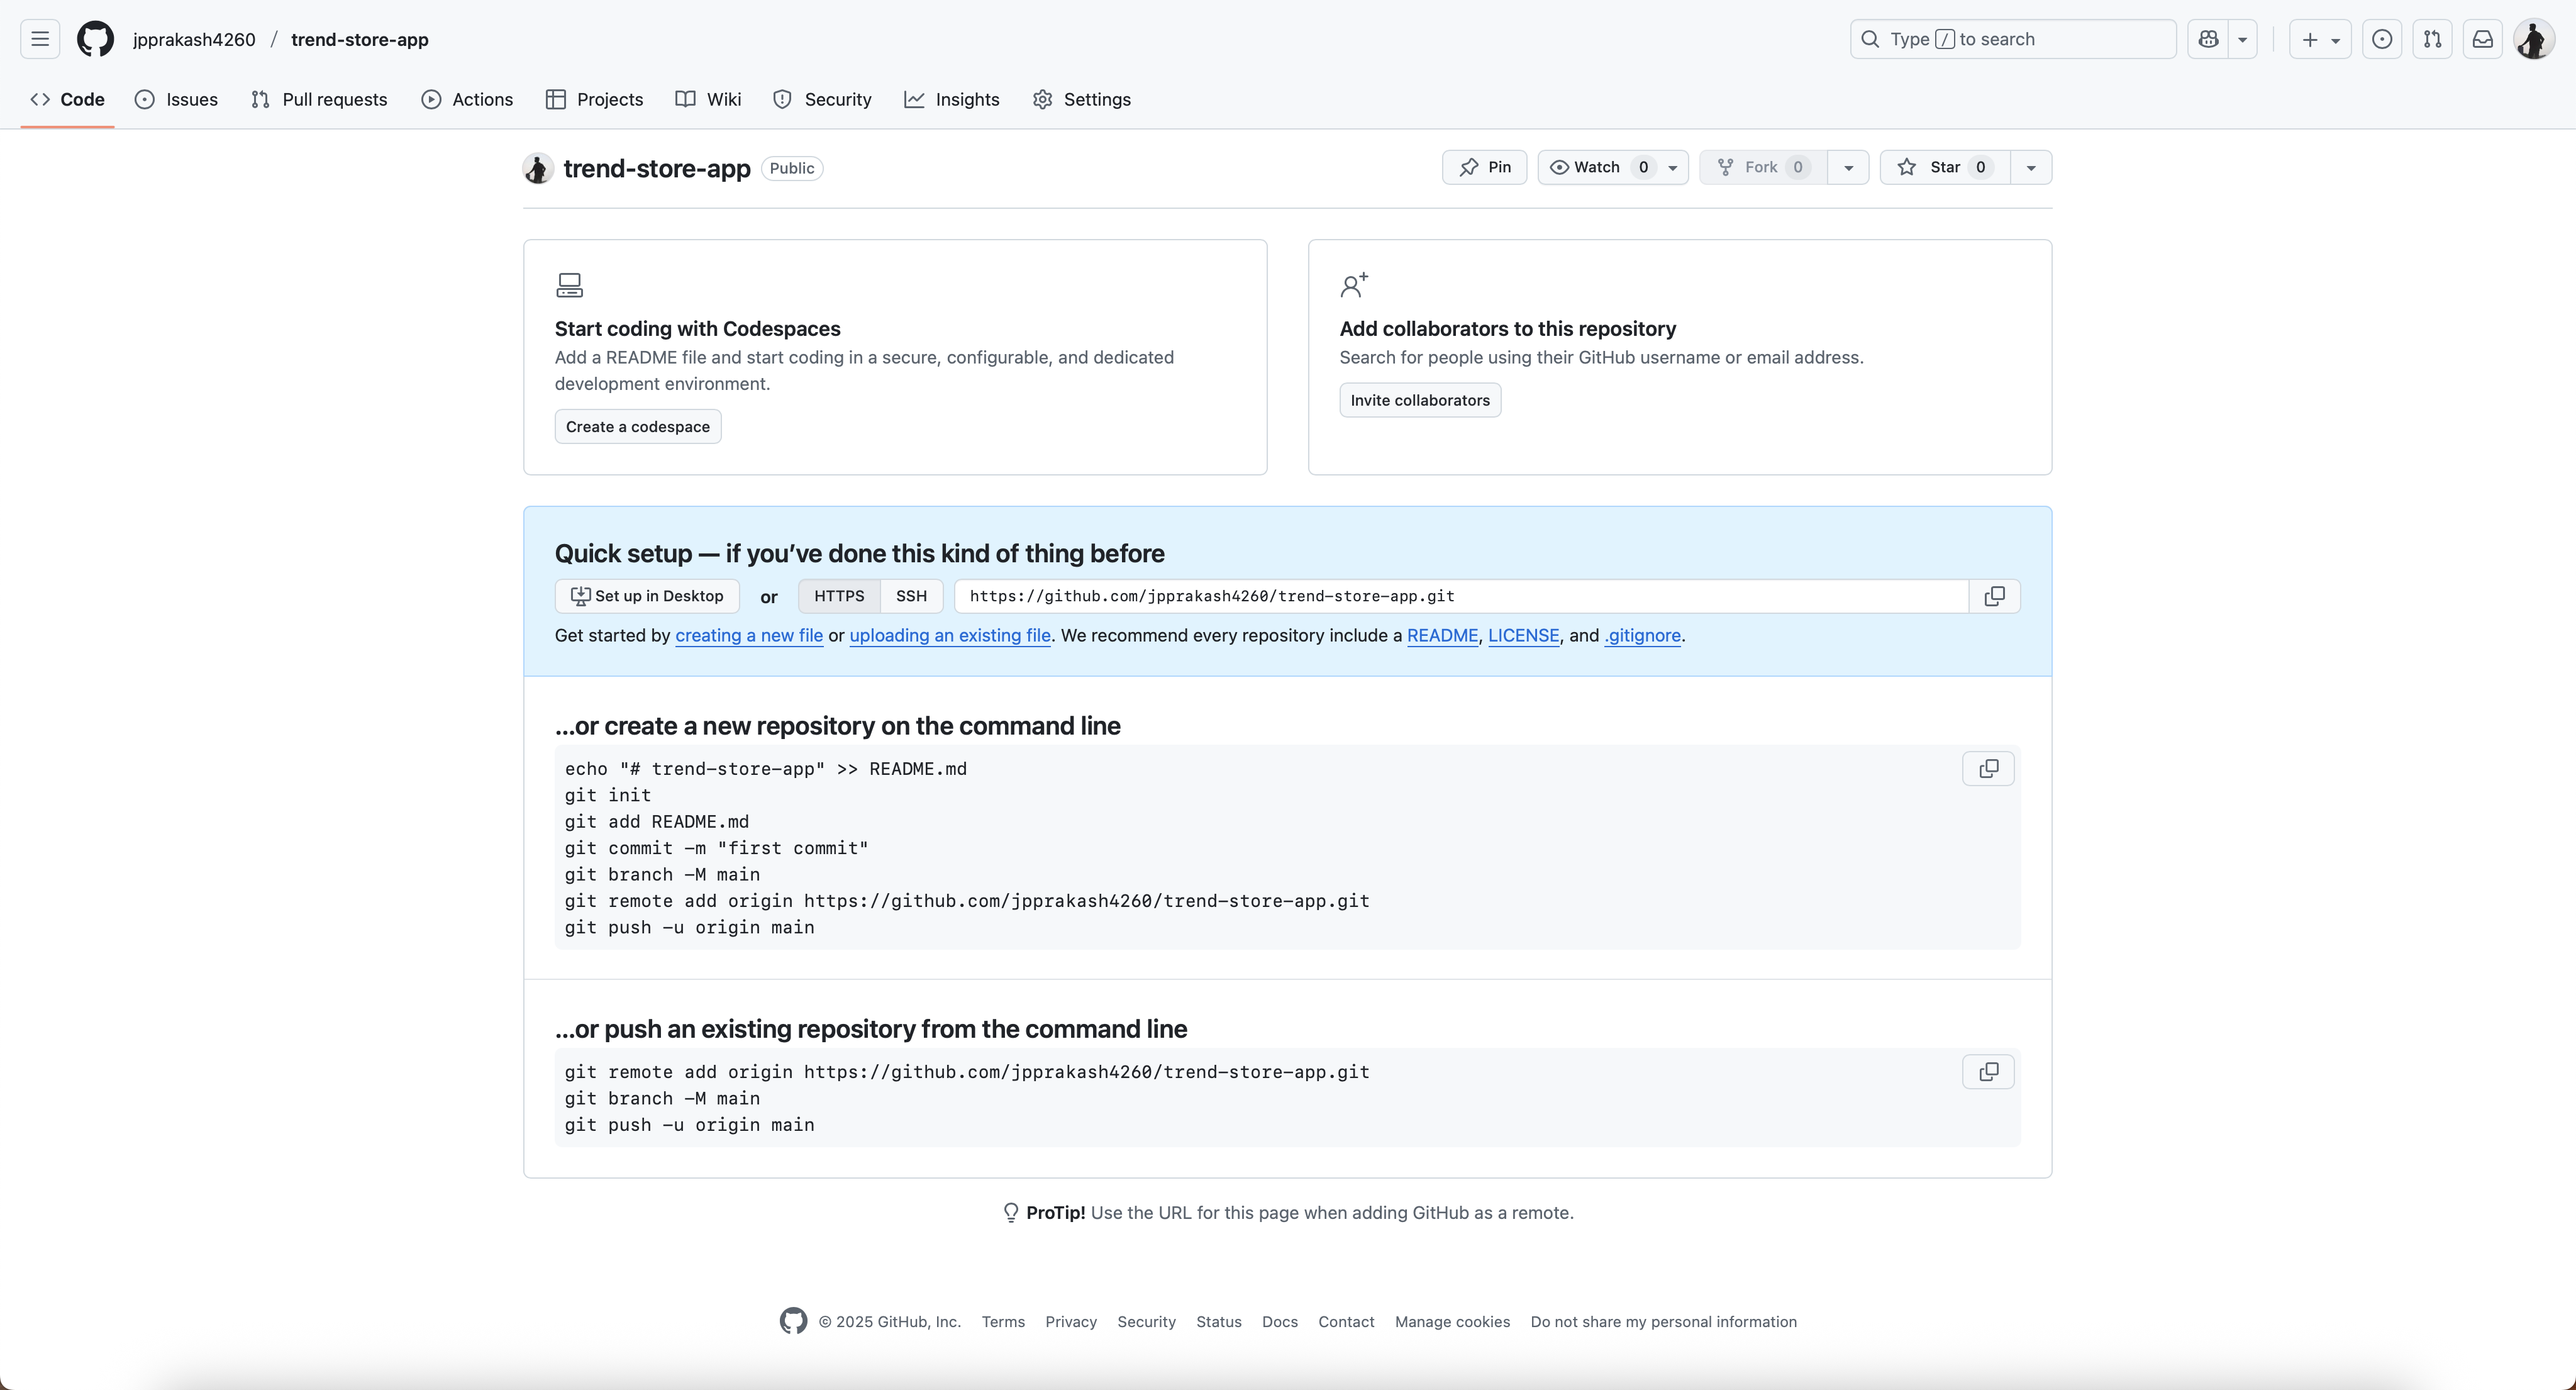 jpprakash4260 / trend-store-app
Type / to search
Code
Issues
Pull requests
Actions
Projects
Wiki
Security
Insights
Settings
trend-store-app Public
Pin
Watch 0
Fork 0
Star 0
Start coding with Codespaces
Add a README file and start coding in a secure, configurable, and dedicated
development environment.
Create a codespace
Add collaborators to this repository
Search for people using their GitHub username or email address.
Invite collaborators
Quick setup — if you’ve done this kind of thing before
Set up in Desktop or HTTPS SSH https://github.com/jpprakash4260/trend-store-app.git
Get started by creating a new file or uploading an existing file. We recommend every repository include a README, LICENSE, and .gitignore.
…or create a new repository on the command line
echo "# trend-store-app" >> README.md
git init
git add README.md
git commit -m "first commit"
git branch -M main
git remote add origin https://github.com/jpprakash4260/trend-store-app.git
git push -u origin main
…or push an existing repository from the command line
git remote add origin https://github.com/jpprakash4260/trend-store-app.git
git branch -M main
git push -u origin main
ProTip! Use the URL for this page when adding GitHub as a remote.
© 2025 GitHub, Inc. Terms Privacy Security Status Docs Contact Manage cookies Do not share my personal information